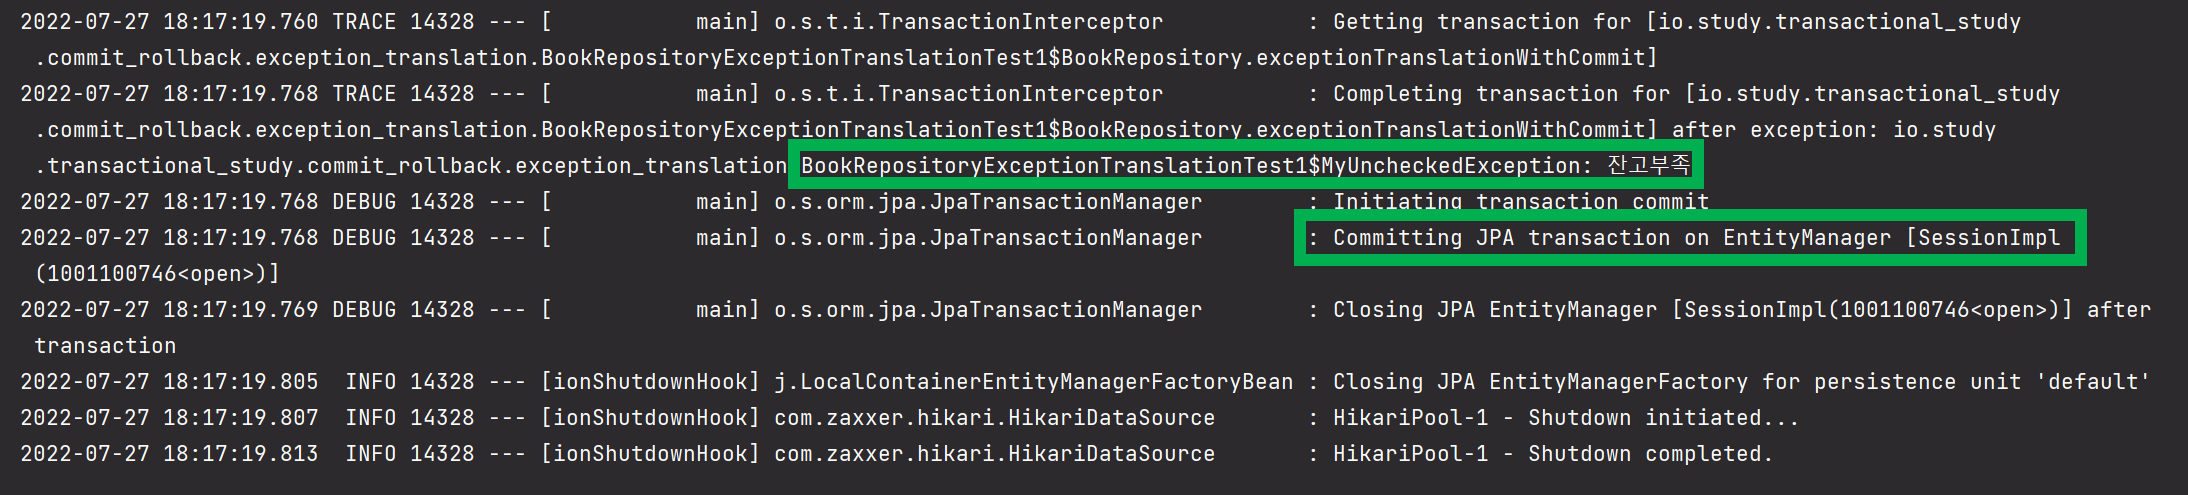 2022-07-27 18:17:19.760 TRACE 14328 --- [           main] o.s.t.i.TransactionInterceptor           : Getting transaction for [io.study.transactional_study
.commit_rollback.exception_translation.BookRepositoryExceptionTranslationTest1$BookRepository.exceptionTranslationWithCommit]
2022-07-27 18:17:19.768 TRACE 14328 --- [           main] o.s.t.i.TransactionInterceptor           : Completing transaction for [io.study.transactional_study
.commit_rollback.exception_translation.BookRepositoryExceptionTranslationTest1$BookRepository.exceptionTranslationWithCommit] after exception: io.study
.transactional_study.commit_rollback.exception_translation.BookRepositoryExceptionTranslationTest1$MyUncheckedException: 잔고부족
2022-07-27 18:17:19.768 DEBUG 14328 --- [           main] o.s.orm.jpa.JpaTransactionManager        : Initiating transaction commit
2022-07-27 18:17:19.768 DEBUG 14328 --- [           main] o.s.orm.jpa.JpaTransactionManager        : Committing JPA transaction on EntityManager [SessionImpl
(1001100746<open>)]
2022-07-27 18:17:19.769 DEBUG 14328 --- [           main] o.s.orm.jpa.JpaTransactionManager        : Closing JPA EntityManager [SessionImpl(1001100746<open>)] after
transaction
2022-07-27 18:17:19.805  INFO 14328 --- [ionShutdownHook] j.LocalContainerEntityManagerFactoryBean : Closing JPA EntityManagerFactory for persistence unit 'default'
2022-07-27 18:17:19.807  INFO 14328 --- [ionShutdownHook] com.zaxxer.hikari.HikariDataSource       : HikariPool-1 - Shutdown initiated...
2022-07-27 18:17:19.813  INFO 14328 --- [ionShutdownHook] com.zaxxer.hikari.HikariDataSource       : HikariPool-1 - Shutdown completed.